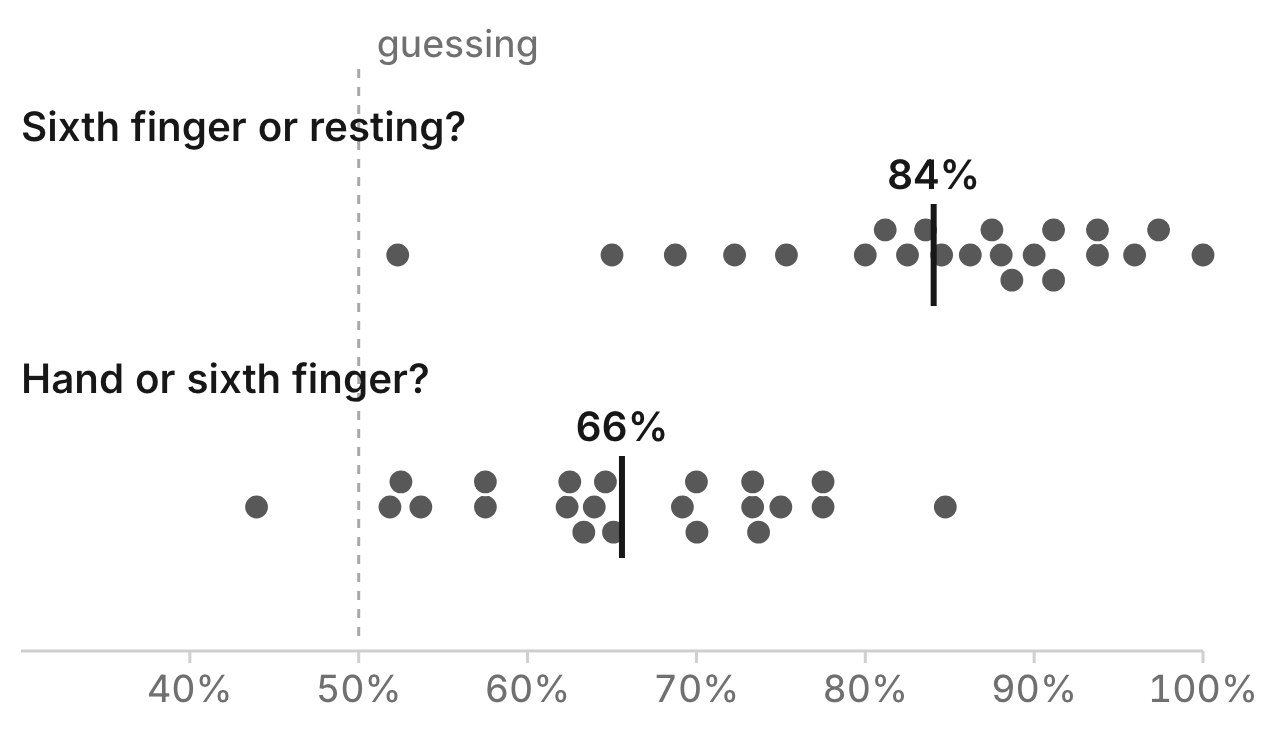 guessing
Sixth finger or resting?
84%
Hand or sixth finger?
66%
40% 50% 60% 70% 80% 90% 100%